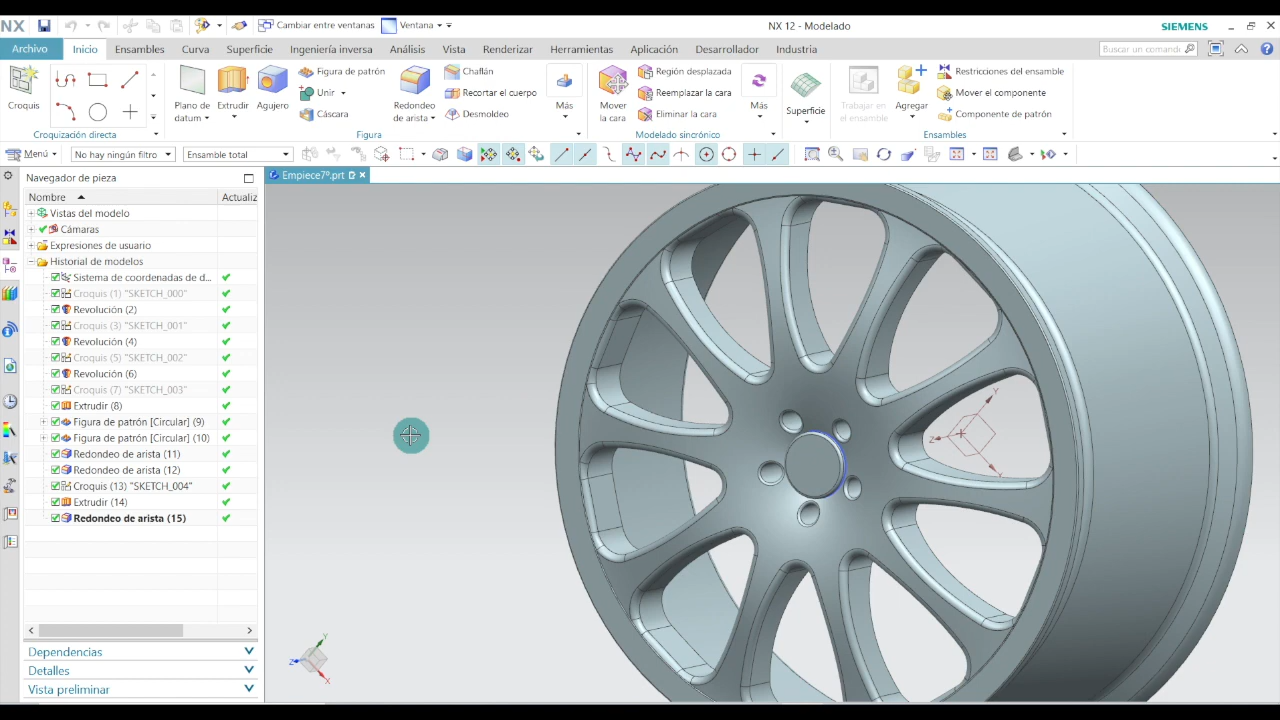 NX
Cambiar entre ventanas
Ventana
NX 12 - Modelado
SIEMENS
Archivo
Inicio
Ensambles
Curva
Superficie
Ingeniería inversa
Análisis
Vista
Renderizar
Herramientas
Aplicación
Desarrollador
Industria
Buscar un comando
Croquis
Plano de
datum
Extrudir
Agujero
Figura de patrón
Unir
Cáscara
Redondeo
de arista
Chaflán
Recortar el cuerpo
Desmoldeo
Más
Mover
la cara
Región desplazada
Reemplazar la cara
Eliminar la cara
Más
Superficie
Trabajar en
el ensamble
Agregar
Restricciones del ensamble
Mover el componente
Componente de patrón
Croquización directa
Figura
Modelado sincrónico
Ensambles
Menú
No hay ningún filtro
Ensamble total
Navegador de pieza
Empiece7º.prt
Nombre
Actualiz
Vistas del modelo
Cámaras
Expresiones de usuario
Historial de modelos
Sistema de coordenadas de d...
Croquis (1) "SKETCH_000"
Revolución (2)
Croquis (3) "SKETCH_001"
Revolución (4)
Croquis (5) "SKETCH_002"
Revolución (6)
Croquis (7) "SKETCH_003"
Extrudir (8)
Figura de patrón [Circular] (9)
Figura de patrón [Circular] (10)
Redondeo de arista (11)
Redondeo de arista (12)
Croquis (13) "SKETCH_004"
Extrudir (14)
Redondeo de arista (15)
Dependencias
Detalles
Vista preliminar
X
Z
Y
Y
Z
X